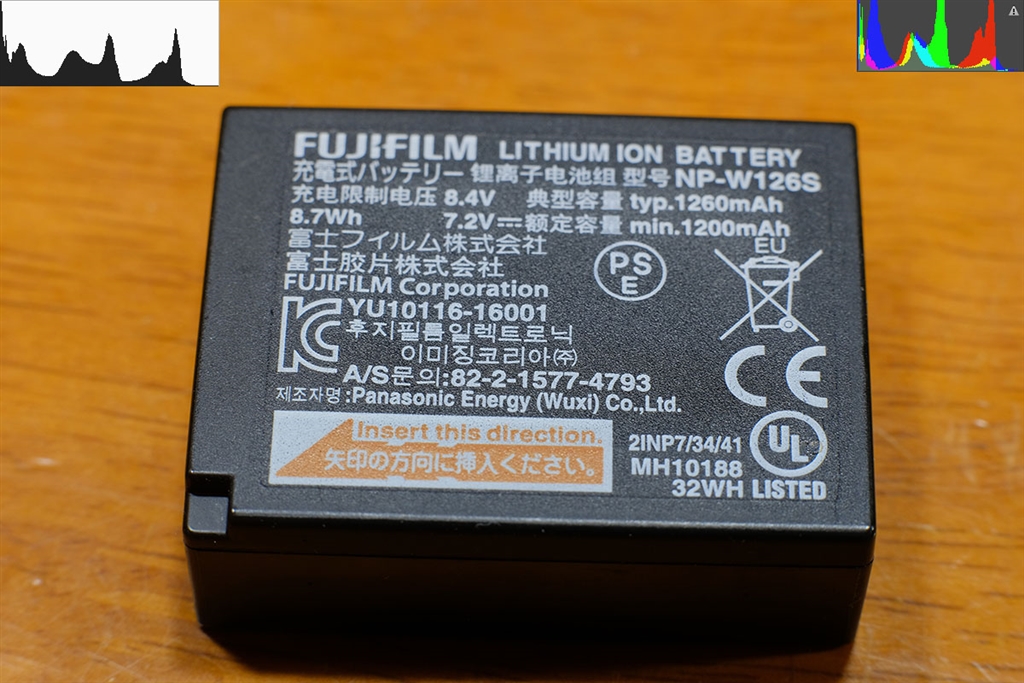 FUJIFILM LITHIUM ION BATTERY
充電式バッテリー 锂离子电池组 型号 NP-W126S
充电限制电压 8.4V 典型容量 typ.1260mAh
8.7Wh 7.2V⎓额定容量 min.1200mAh
富士フイルム株式会社
EU
富士胶片株式会社
PS
E
FUJIFILM Corporation
YU10116-16001
KC
후지필름일렉트로닉
이미징코리아㈜
CE
A/S문의:82-2-1577-4793
제조자명:Panasonic Energy (Wuxi) Co.,Ltd.
Insert this direction.
矢印の方向に挿入ください。
2INP7/34/41
UL
MH10188
32WH LISTED